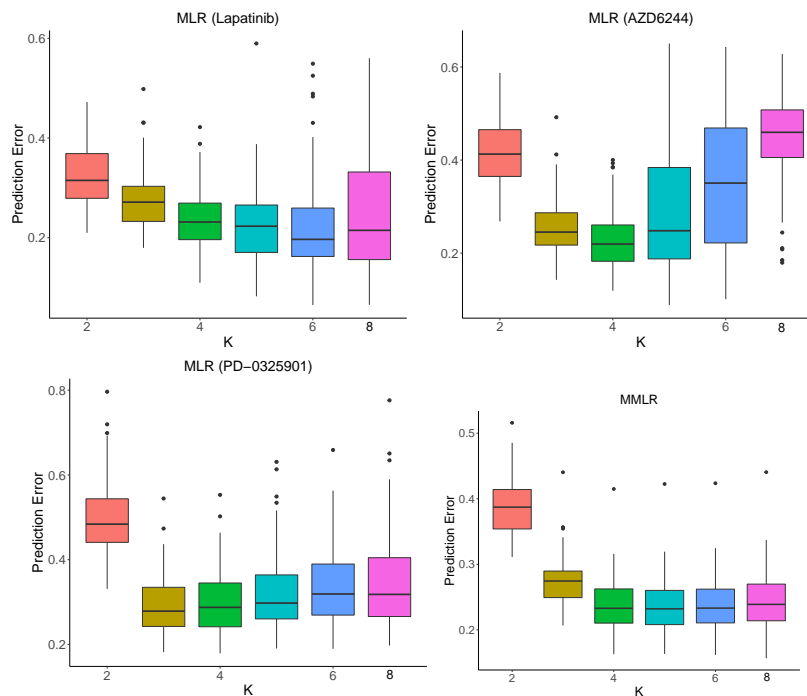 MLR (Lapatinib)
Prediction Error
0.6
0.4
0.2
2
4
6
8
K
MLR (AZD6244)
Prediction Error
0.6
0.4
0.2
2
4
6
8
K
MLR (PD−0325901)
Prediction Error
0.8
0.6
0.4
0.2
2
4
6
8
K
MMLR
Prediction Error
0.5
0.4
0.3
0.2
2
4
6
8
K